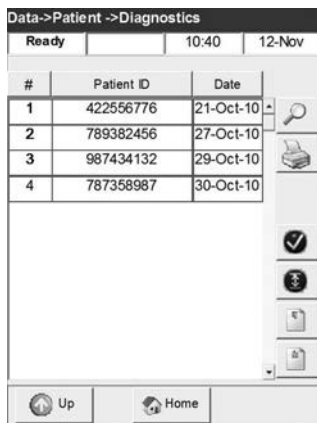 Data->Patient ->Diagnostics
Ready 10:40 12-Nov
# Patient ID Date
1 422556776 21-Oct-10
2 789382456 27-Oct-10
3 987434132 29-Oct-10
4 787358987 30-Oct-10
Up Home